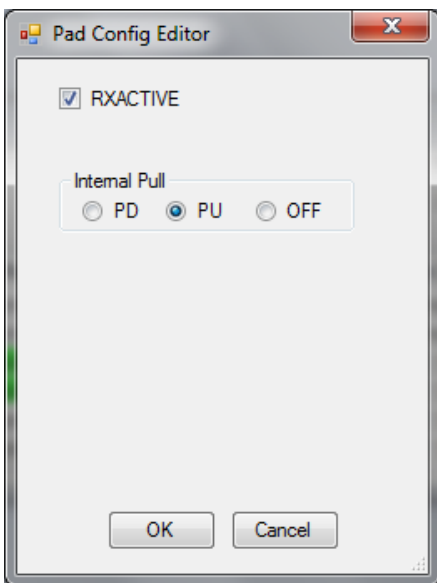 Pad Config Editor
RXACTIVE
Internal Pull
PD PU OFF
OK Cancel